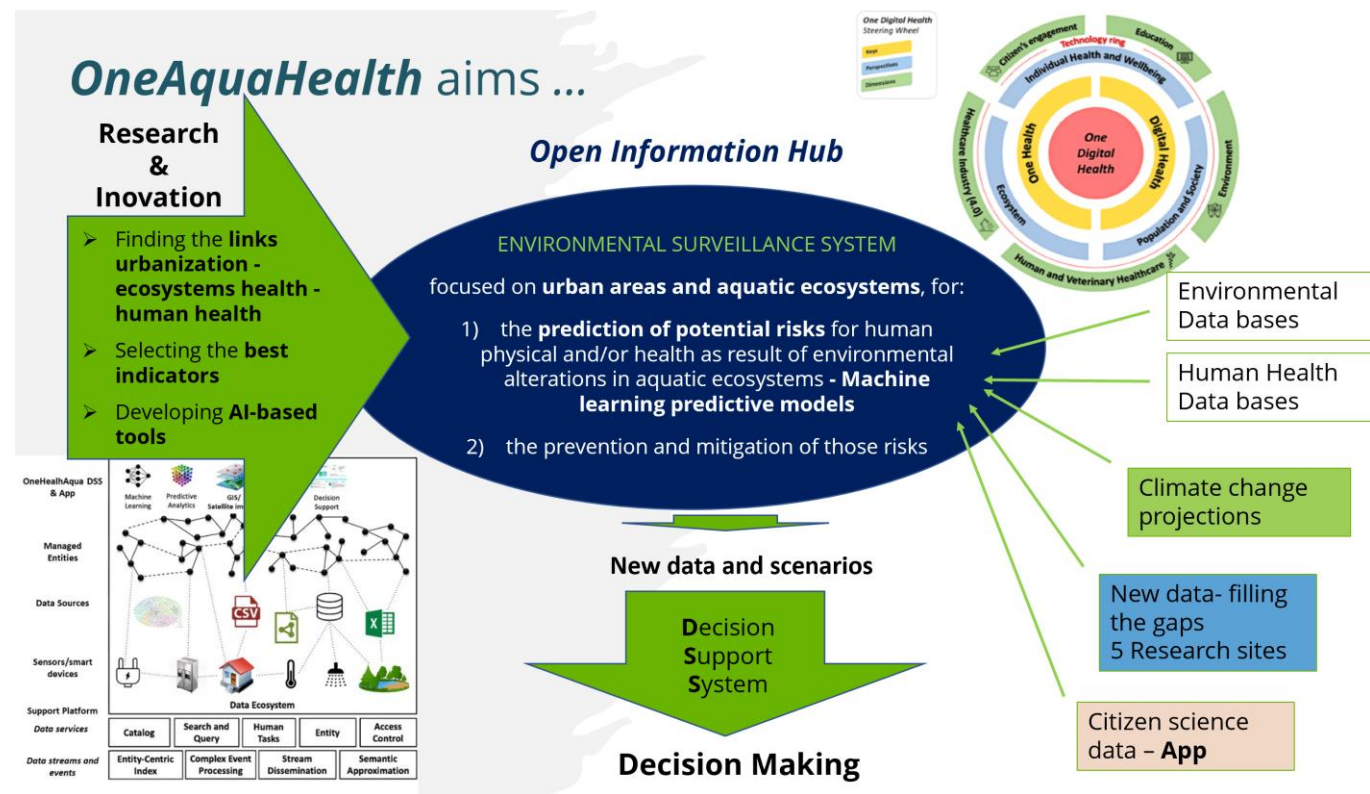 OneAquaHealth aims ...
Research
&
Inovation
➢ Finding the links
urbanization -
ecosystems health -
human health
➢ Selecting the best
indicators
➢ Developing AI-based
tools
Open Information Hub
ENVIRONMENTAL SURVEILLANCE SYSTEM
focused on urban areas and aquatic ecosystems, for:
1) the prediction of potential risks for human
physical and/or health as result of environmental
alterations in aquatic ecosystems - Machine
learning predictive models
2) the prevention and mitigation of those risks
New data and scenarios
Decision
Support
System
Decision Making
One Digital Health
Steering Wheel
Keys
Perspectives
Dimensions
Citizen's engagement
Education
Technology ring
Individual Health and Wellbeing
Healthcare Industry (4.0)
One Health
One
Digital
Health
Digital Health
Environment
Ecosystem
Population and Society
Human and Veterinary Healthcare
Environmental
Data bases
Human Health
Data bases
Climate change
projections
New data- filling
the gaps
5 Research sites
Citizen science
data – App
OneHealhAqua DSS
& App
Machine
Learning
Predictive
Analytics
GIS/
Satellite im
Decision
Support
Managed
Entities
Data Sources
CSV
X
Sensors/smart
devices
Data Ecosystem
Support Platform
Data services
Catalog
Search and
Query
Human
Tasks
Entity
Access
Control
Data streams and
events
Entity-Centric
Index
Complex Event
Processing
Stream
Dissemination
Semantic
Approximation